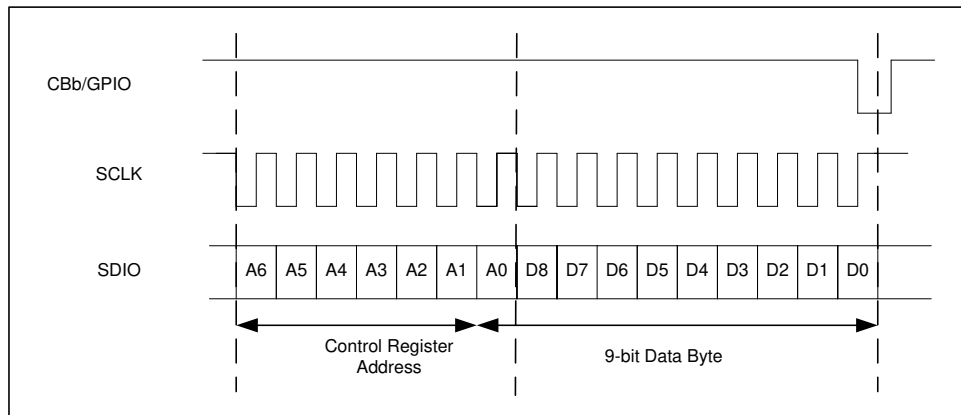 CBb/GPIO
SCLK
SDIO
A6 A5 A4 A3 A2 A1 A0 D8 D7 D6 D5 D4 D3 D2 D1 D0
Control Register
Address
9-bit Data Byte